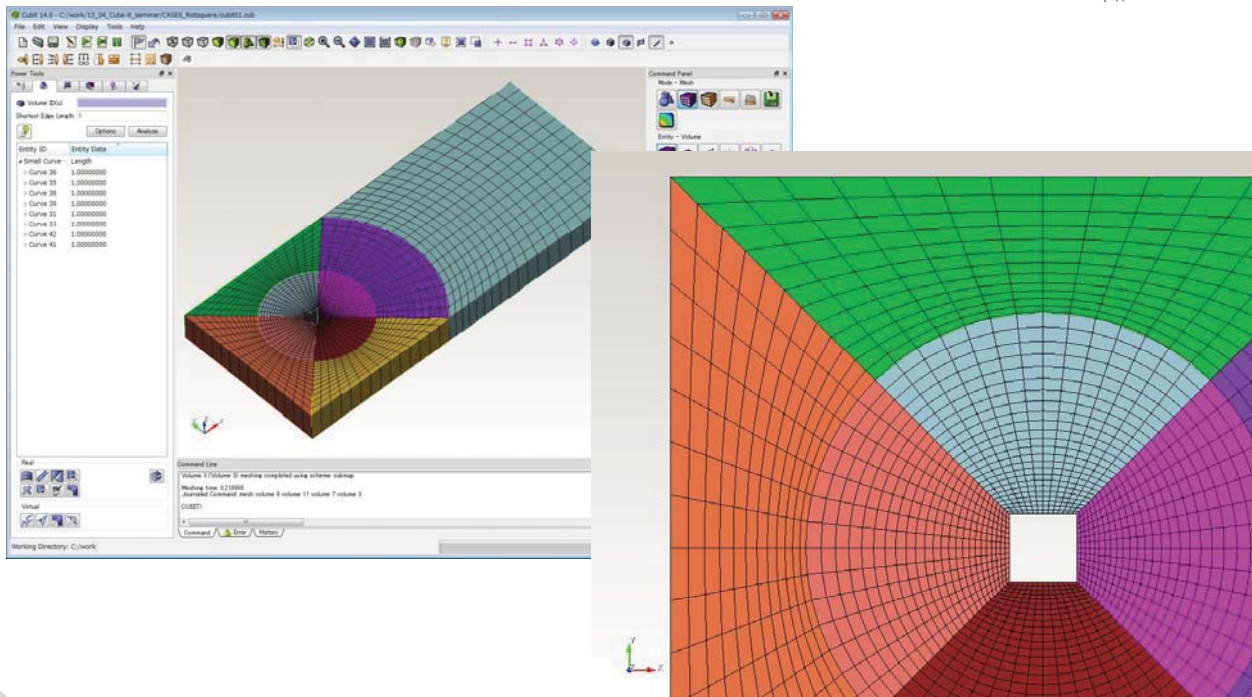 Cubit 14.0 - C:/work/13_04_Cube-it_seminar/CASEIt_Rotsquare/cubit01.cub
File Edit View Display Tools Help
Power Tools
Volume ID(s)
Shortest Edge Length 1
Options Analyze
Entity ID Entity Data
Small Curve Length
Curve 36 1.00000000
Curve 35 1.00000000
Curve 38 1.00000000
Curve 39 1.00000000
Curve 31 1.00000000
Curve 33 1.00000000
Curve 42 1.00000000
Curve 41 1.00000000
Real
Virtual
Working Directory: C:/work
Command Line
Volume 3 (Volume 3) meshing completed using scheme: submap
Meshing time: 0.218000
Journaled Command: mesh volume 9 volume 11 volume 7 volume 3
CUBIT>
Command Error History
Command Panel
Mode - Mesh
Entity - Volume
Y
Z X